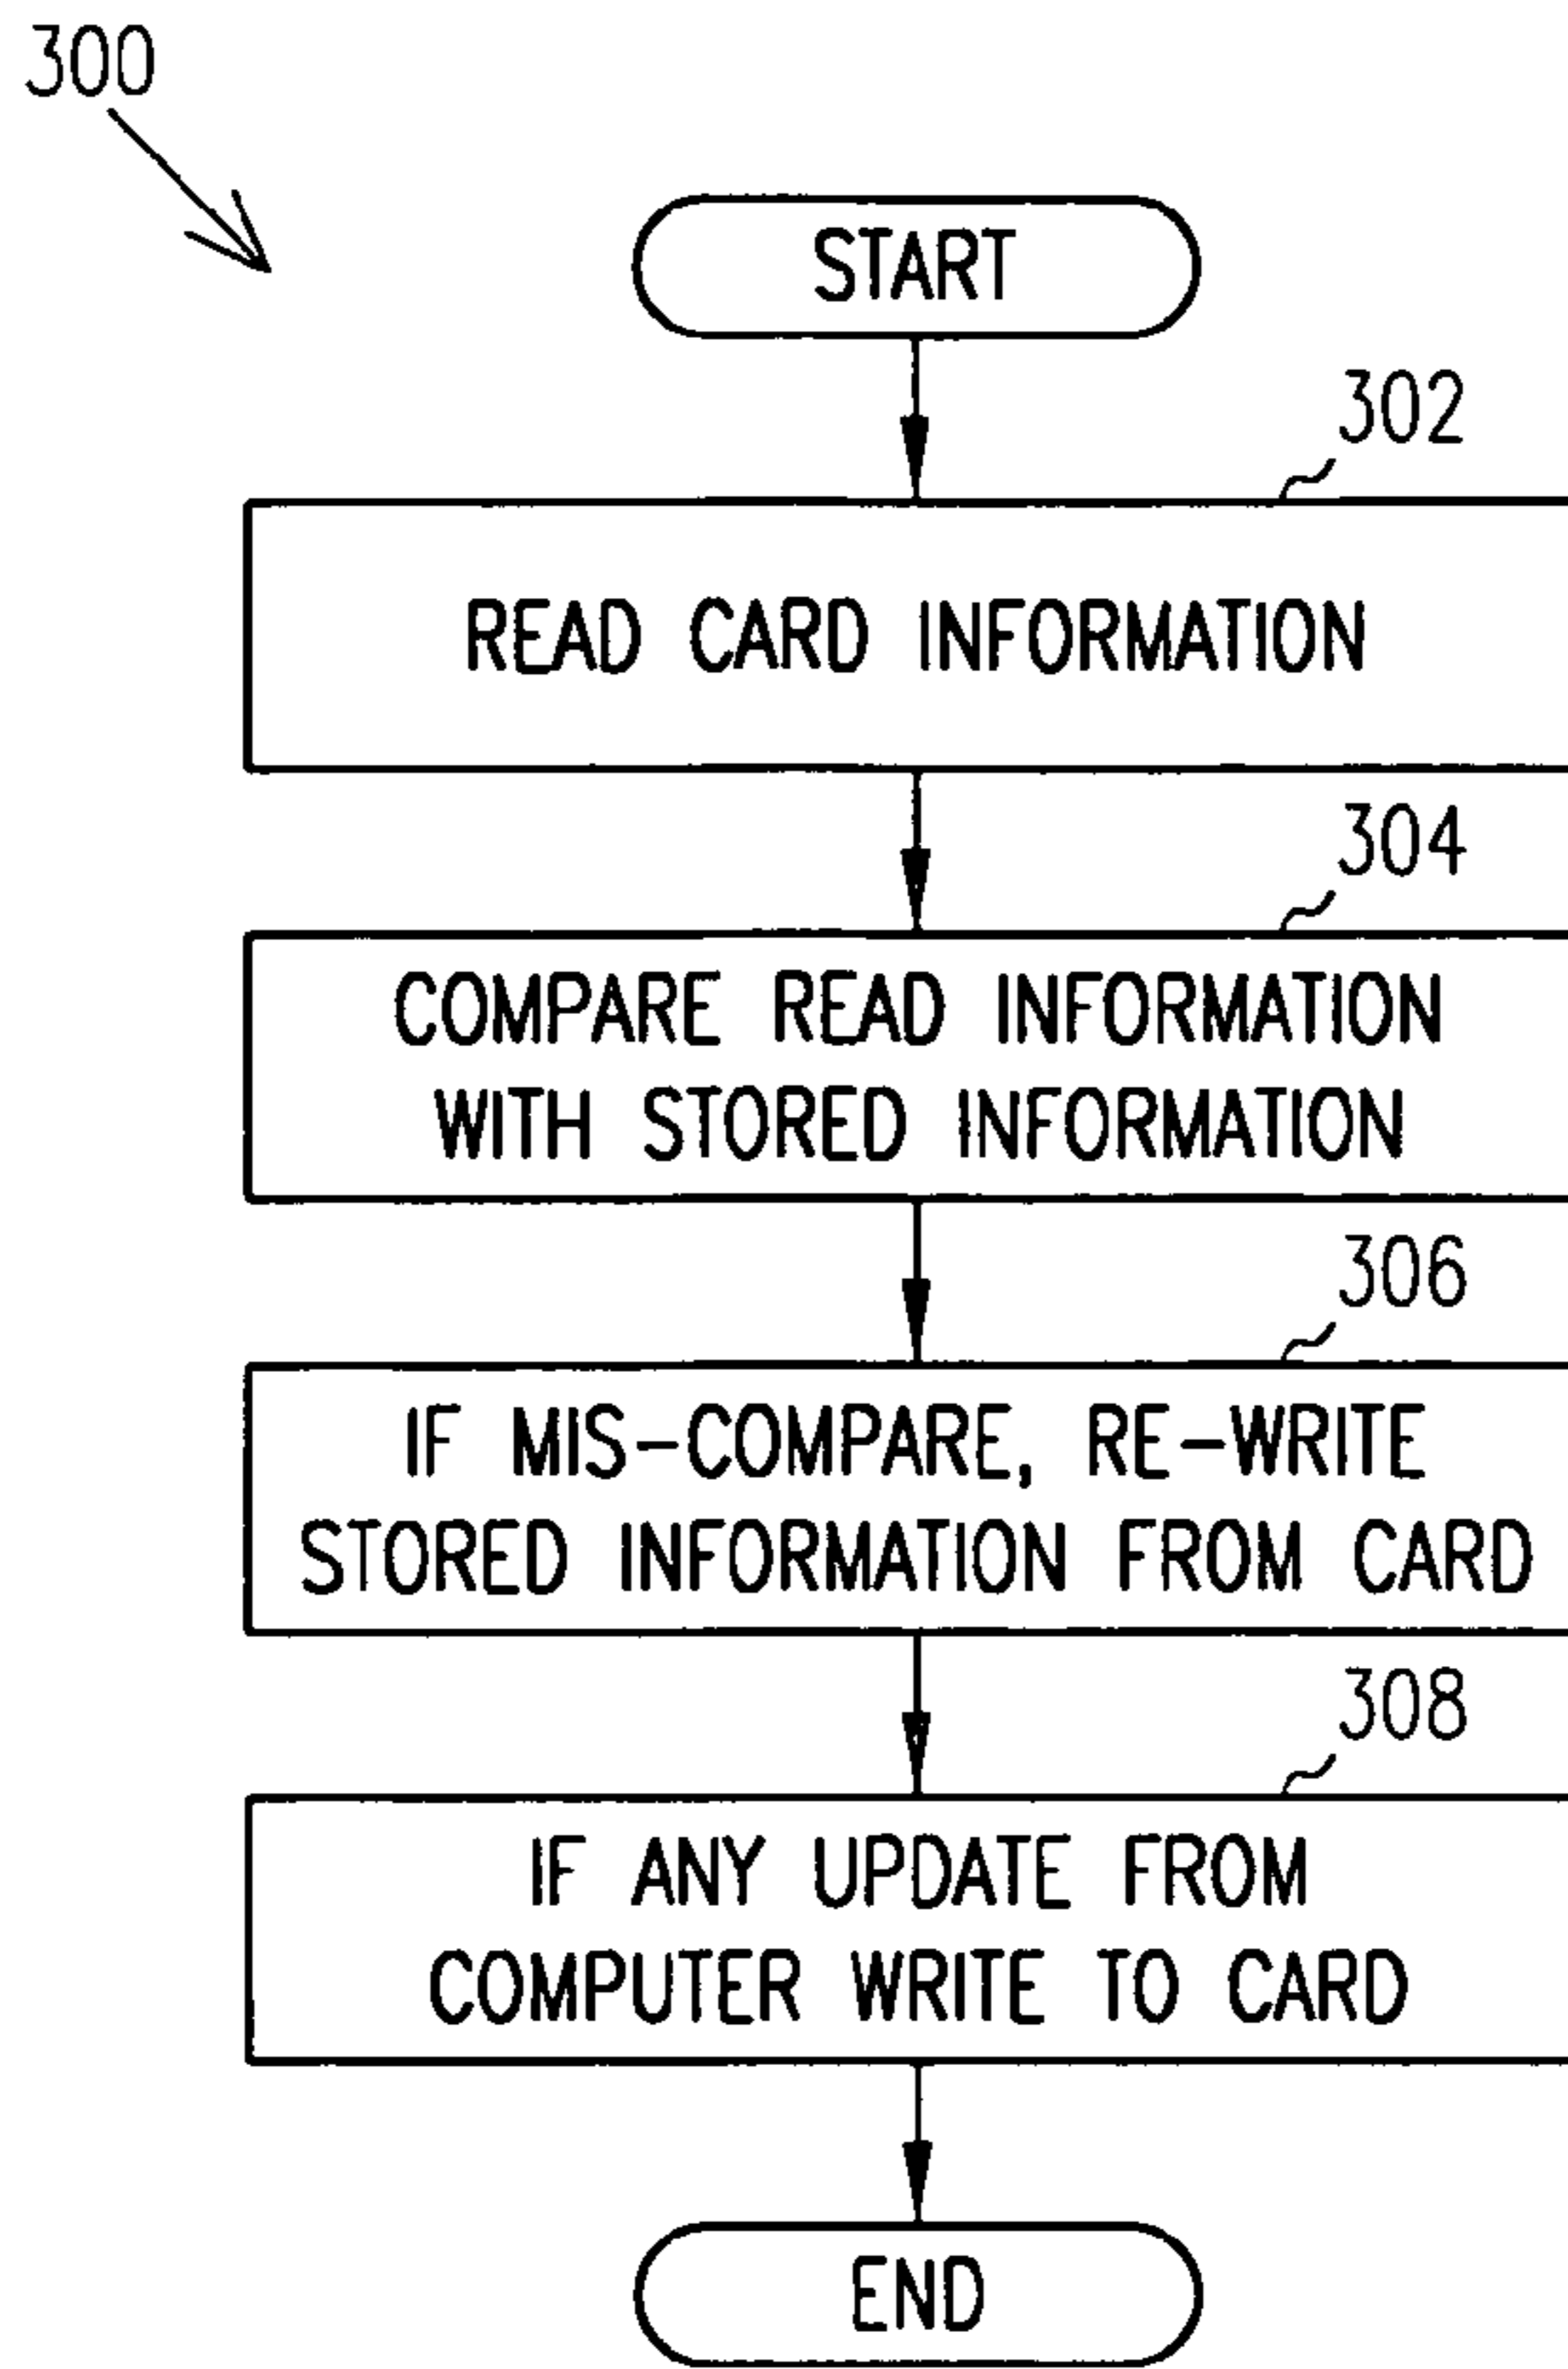 300
START
302
READ CARD INFORMATION
304
COMPARE READ INFORMATION
WITH STORED INFORMATION
306
IF MIS-COMPARE, RE-WRITE
STORED INFORMATION FROM CARD
308
IF ANY UPDATE FROM
COMPUTER WRITE TO CARD
END